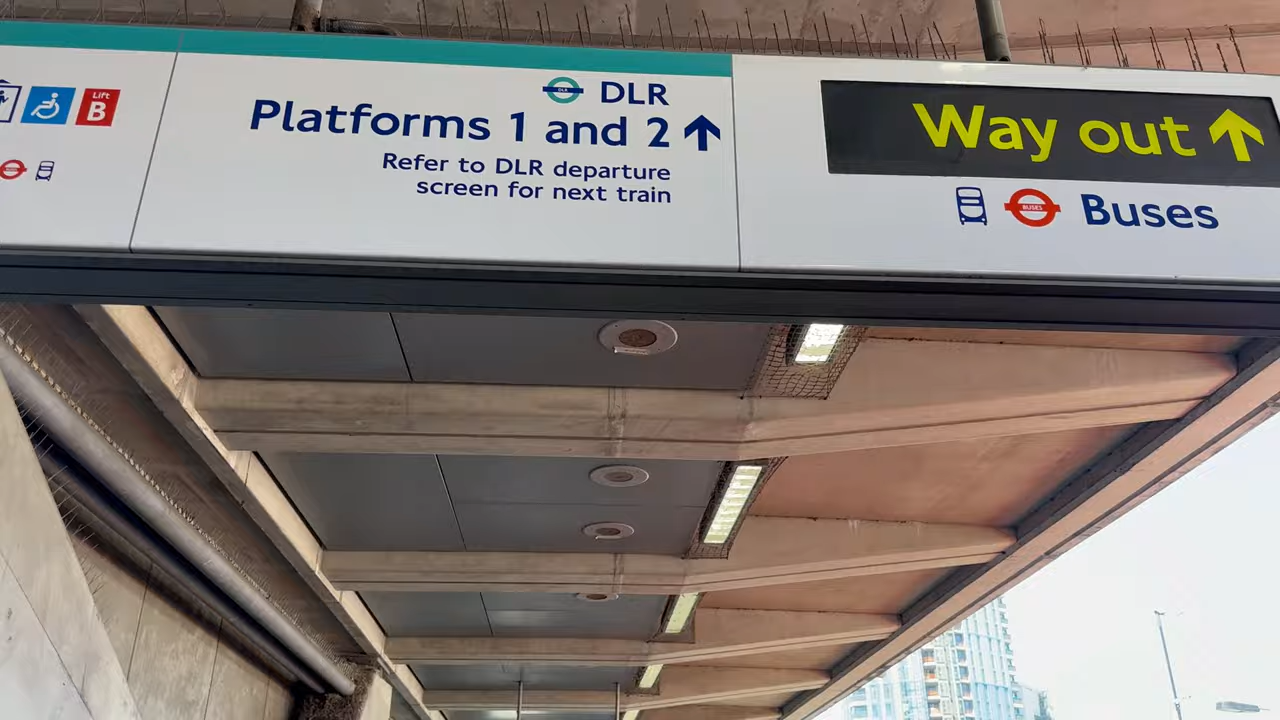 Lift
B
DLR
DLR
Platforms 1 and 2
Refer to DLR departure
screen for next train
Way out
BUSES
Buses